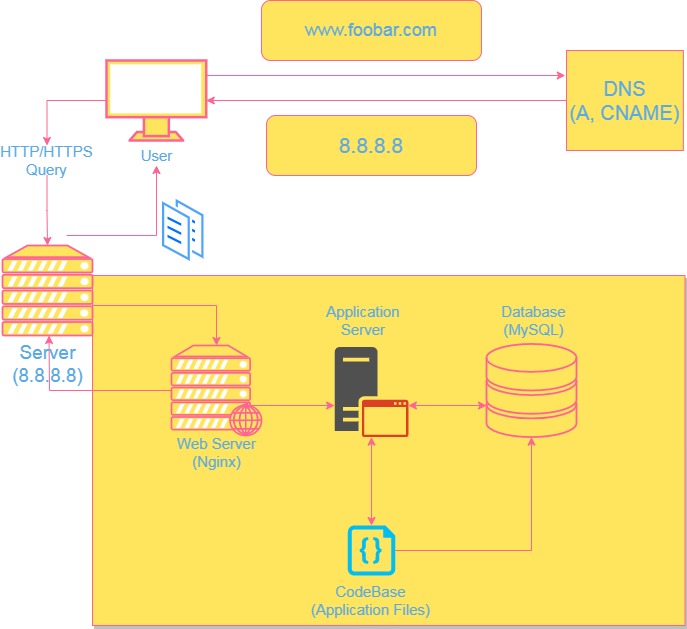 www.foobar.com
DNS
(A, CNAME)
8.8.8.8
User
HTTP/HTTPS
Query
Server
(8.8.8.8)
Application
Server
Database
(MySQL)
Web Server
(Nginx)
{ }
CodeBase
(Application Files)